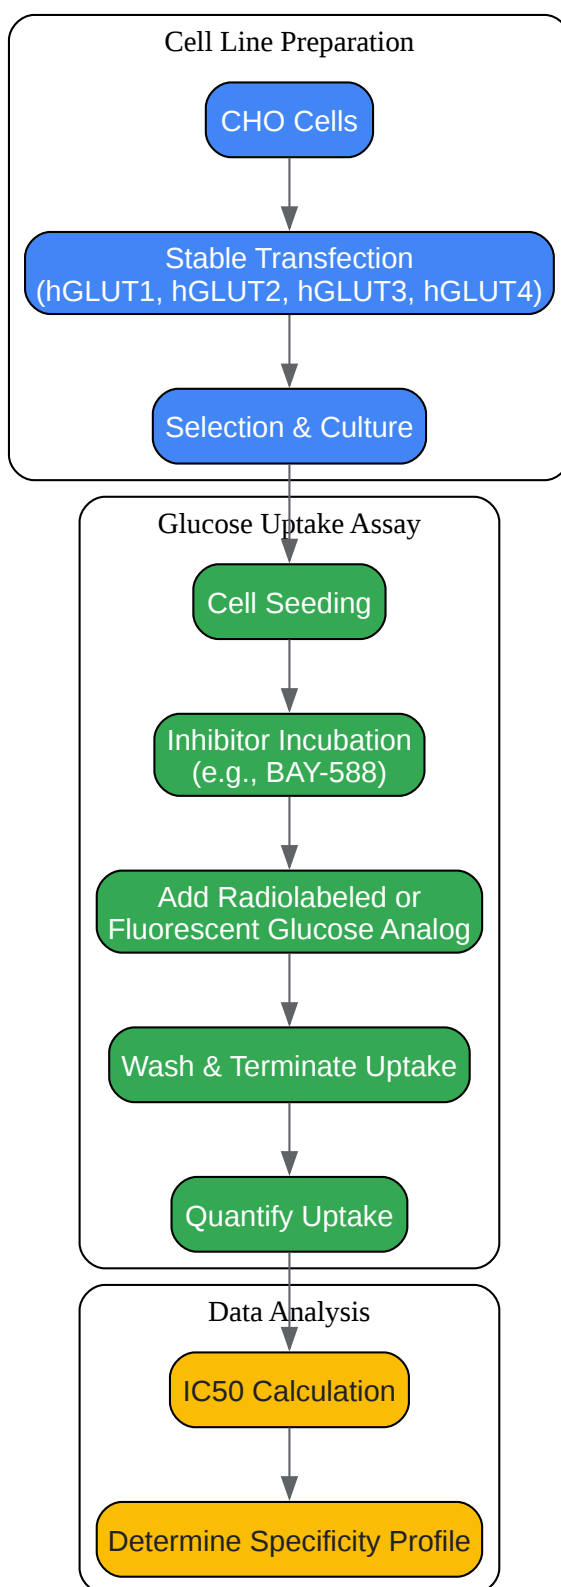 Cell Line Preparation
CHO Cells
Stable Transfection
(hGLUT1, hGLUT2, hGLUT3, hGLUT4)
Selection & Culture
Glucose Uptake Assay
Cell Seeding
Inhibitor Incubation
(e.g., BAY-588)
Add Radiolabeled or
Fluorescent Glucose Analog
Wash & Terminate Uptake
Quantify Uptake
Data Analysis
IC50 Calculation
Determine Specificity Profile